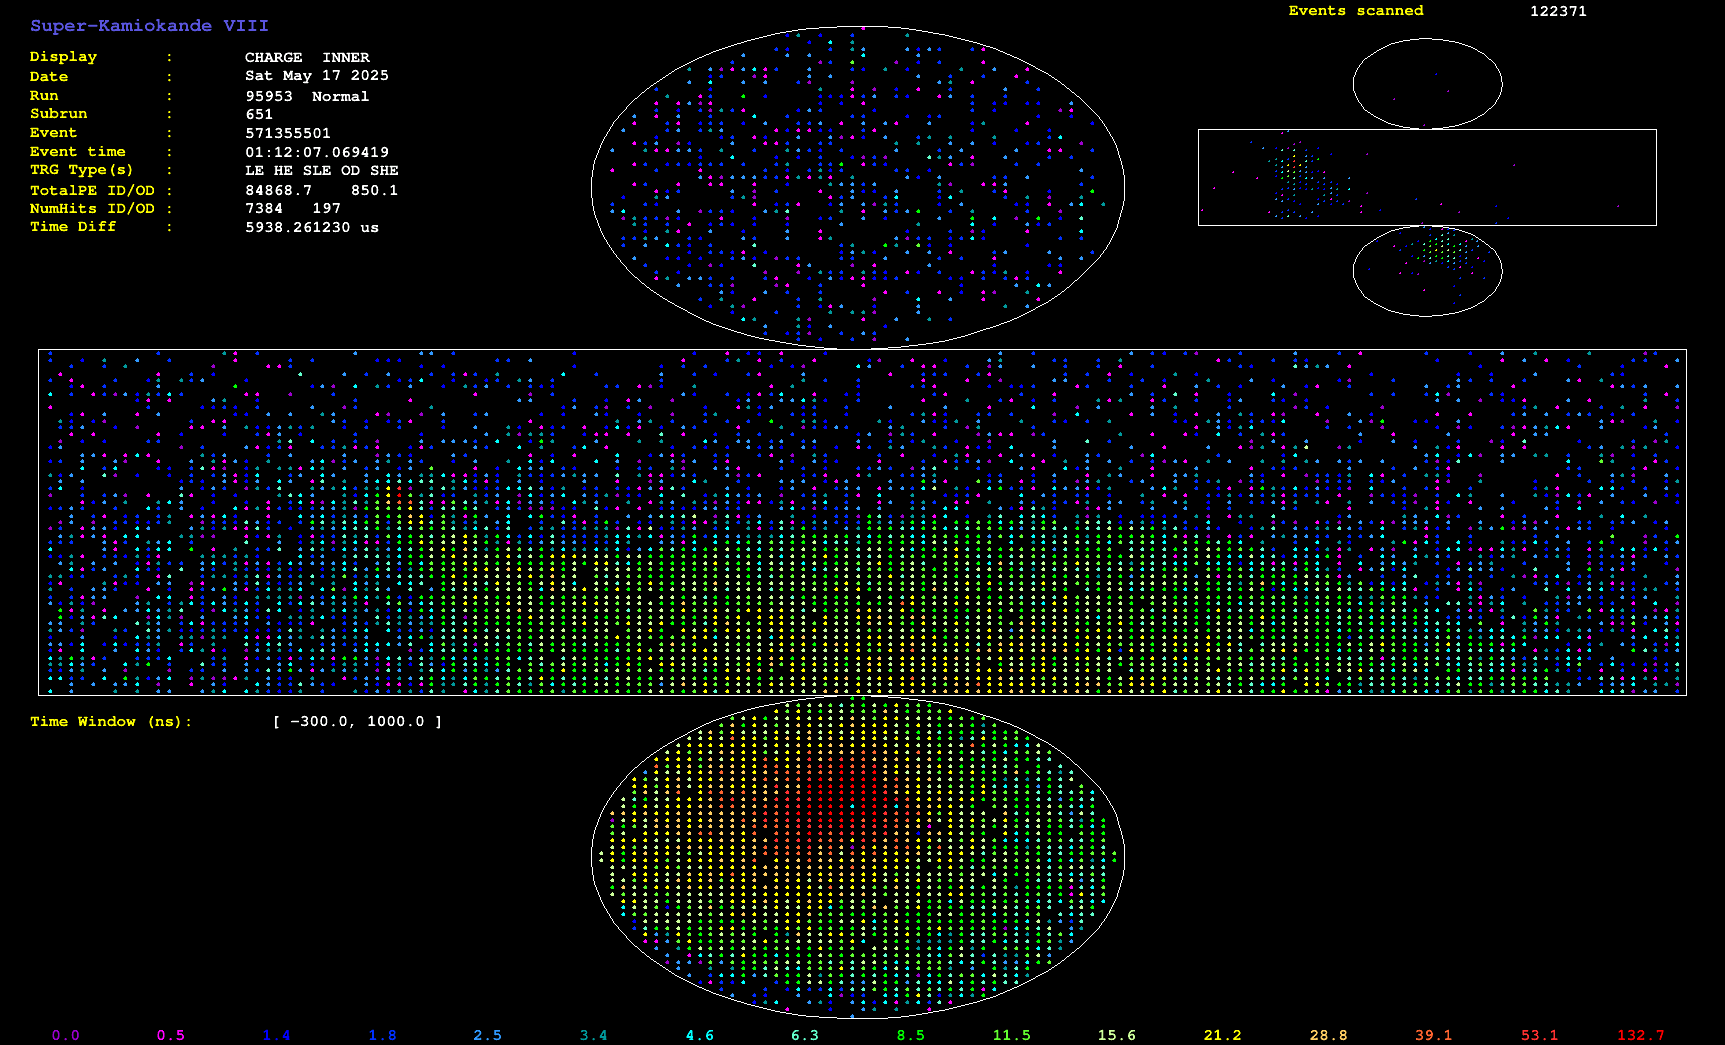 Super-Kamiokande VIII
Events scanned 122371
Display : CHARGE INNER
Date : Sat May 17 2025
Run : 95953 Normal
Subrun : 651
Event : 571355501
Event time : 01:12:07.069419
TRG Type(s) : LE HE SLE OD SHE
TotalPE ID/OD : 84868.7 850.1
NumHits ID/OD : 7384 197
Time Diff : 5938.261230 us
Time Window (ns): [ -300.0, 1000.0 ]
0.0 0.5 1.4 1.8 2.5 3.4 4.6 6.3 8.5 11.5 15.6 21.2 28.8 39.1 53.1 132.7